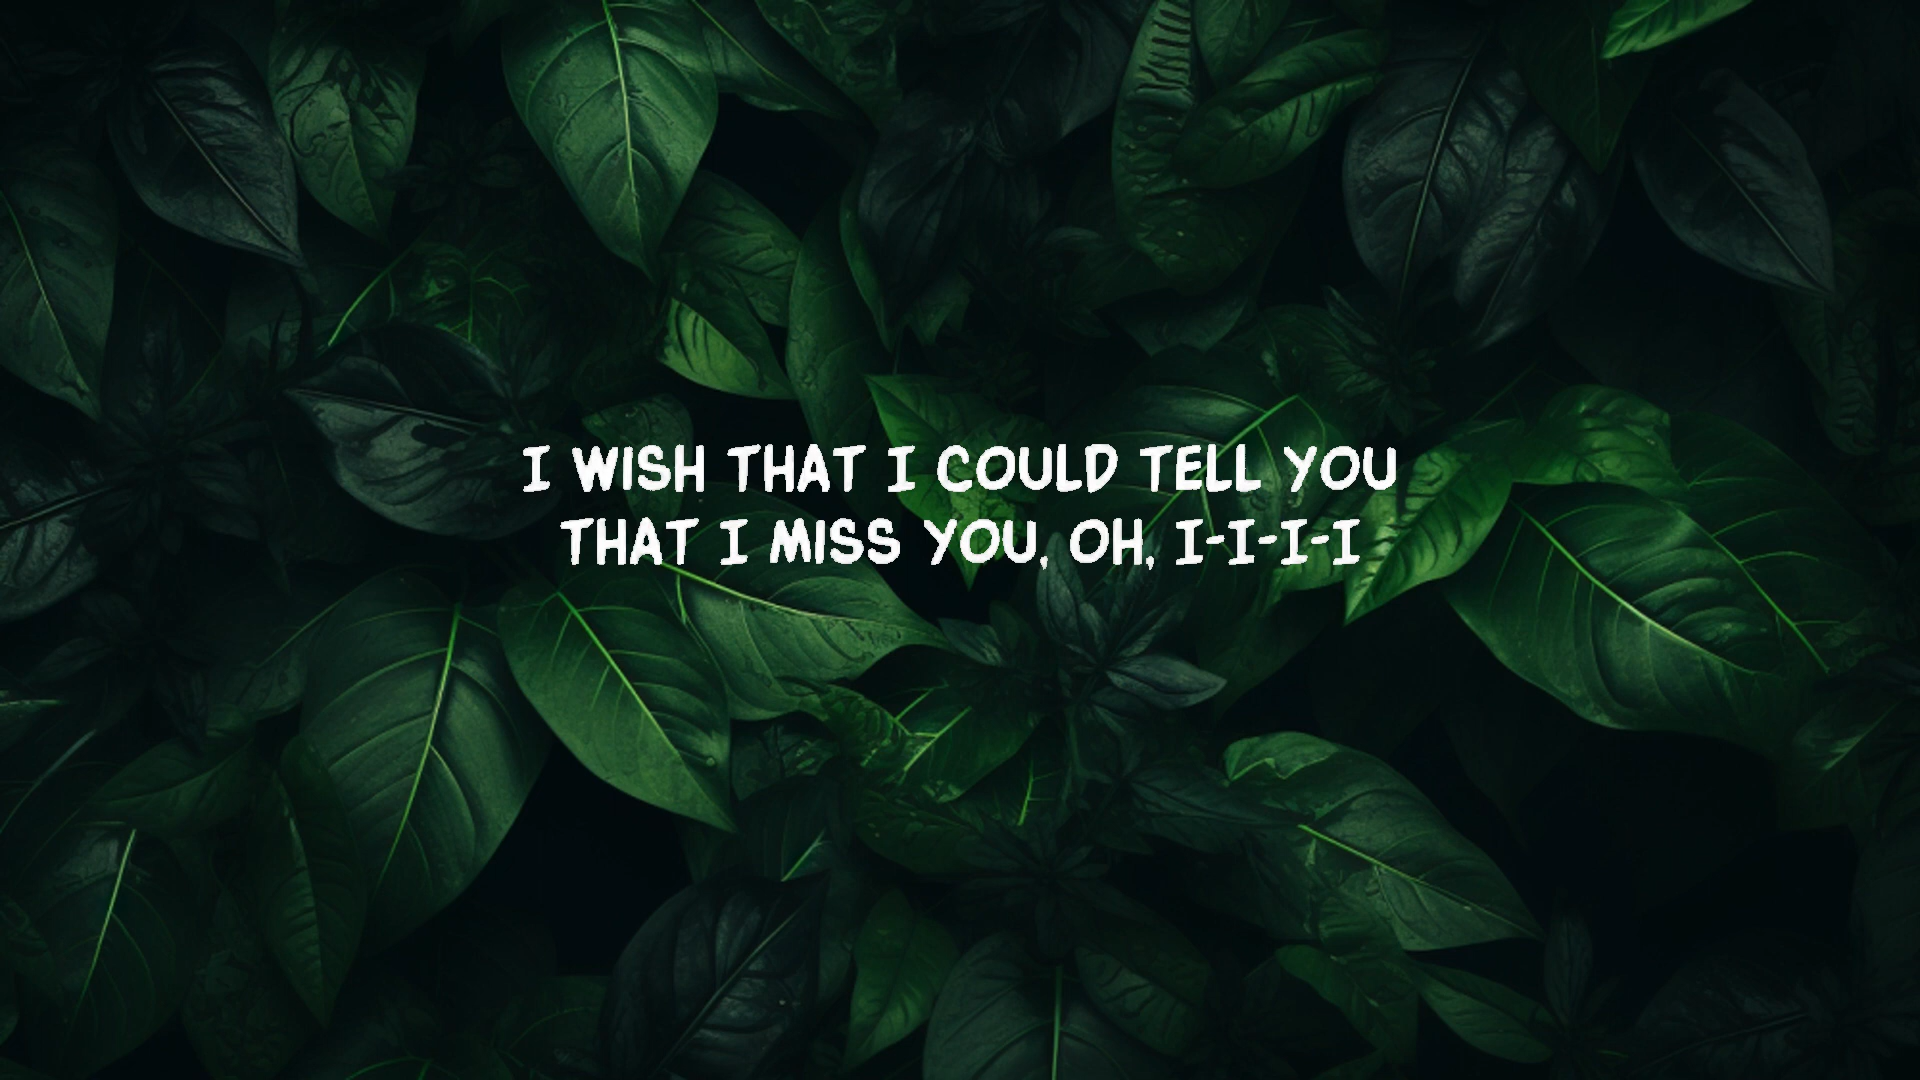 I WISH THAT I COULD TELL YOU
THAT I MISS YOU, OH, I-I-I-I